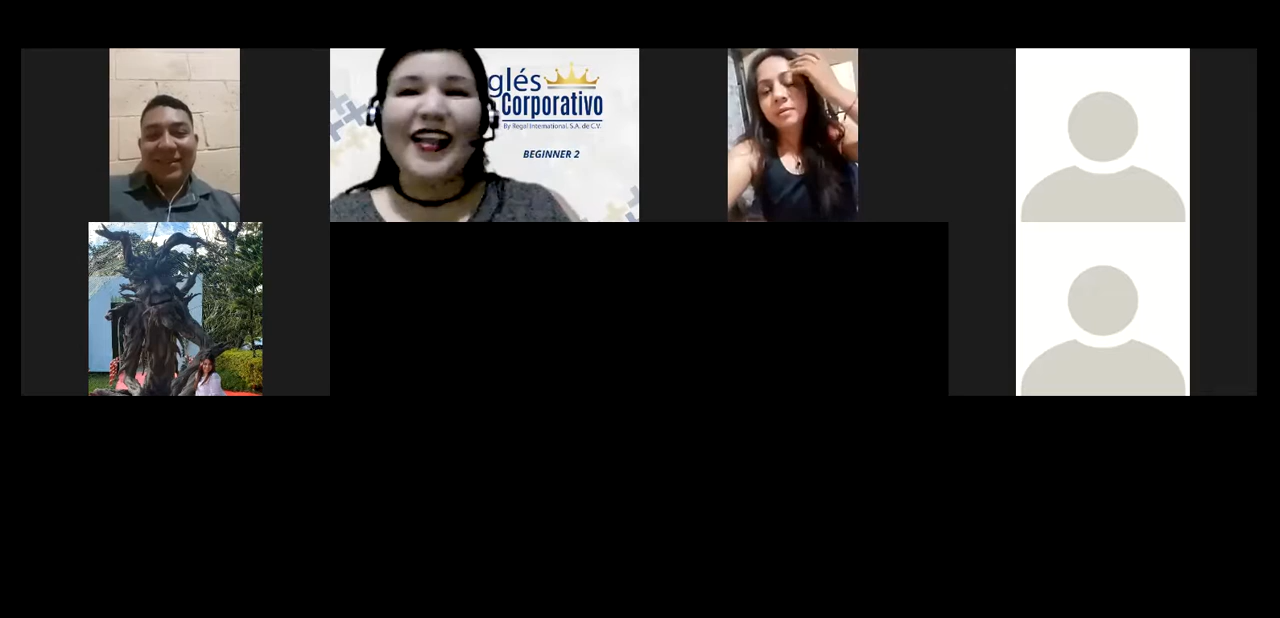 glés
Corporativo
By Regal International, S.A. de C.V.
BEGINNER 2